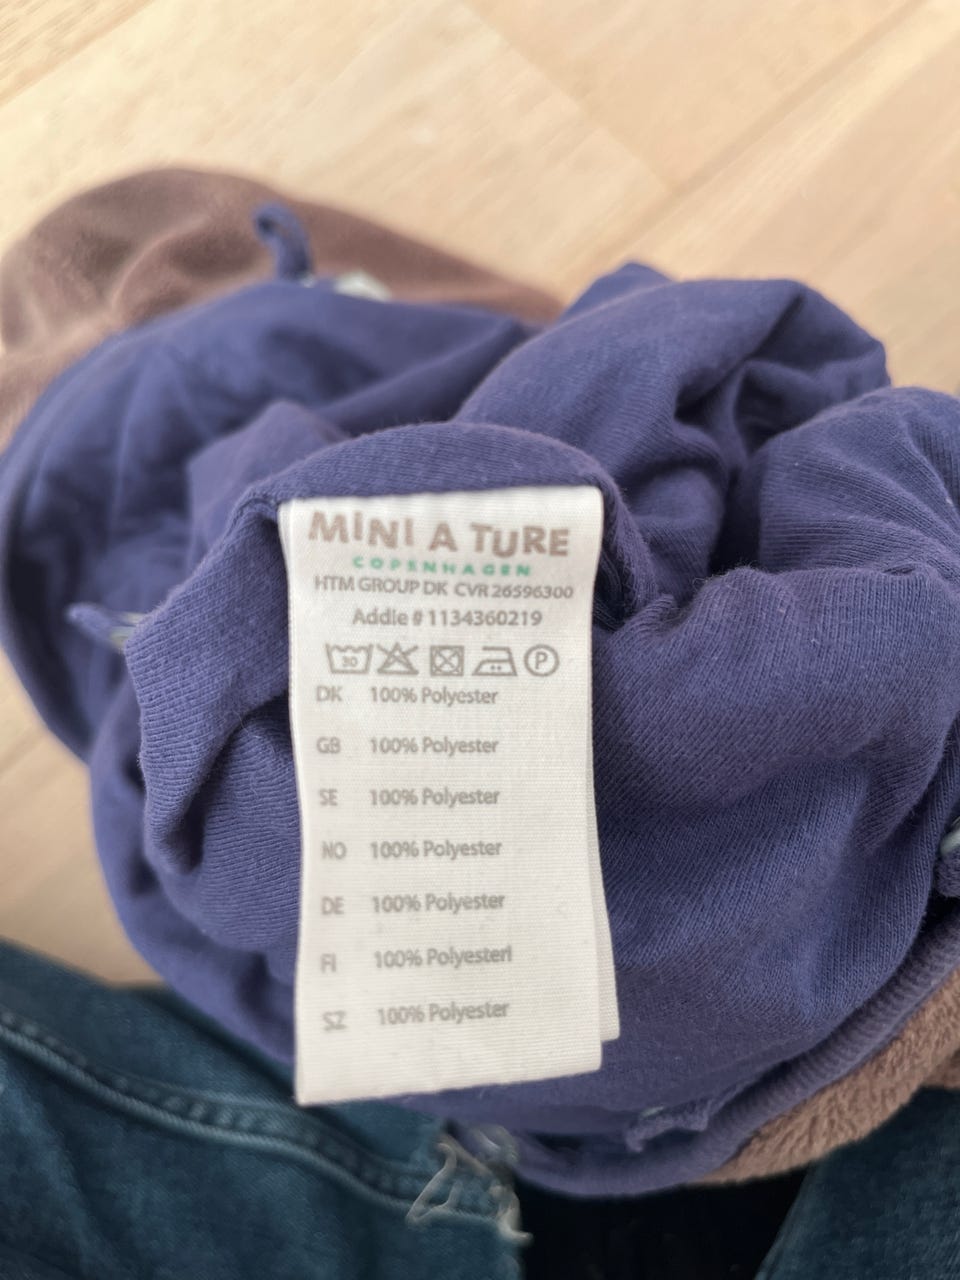 MINI A TURE
COPENHAGEN
HTM GROUP DK CVR 26596300
Addie # 1134360219
30 P
DK 100% Polyester
GB 100% Polyester
SE 100% Polyester
NO 100% Polyester
DE 100% Polyester
FI 100% Polyesteri
SZ 100% Polyester